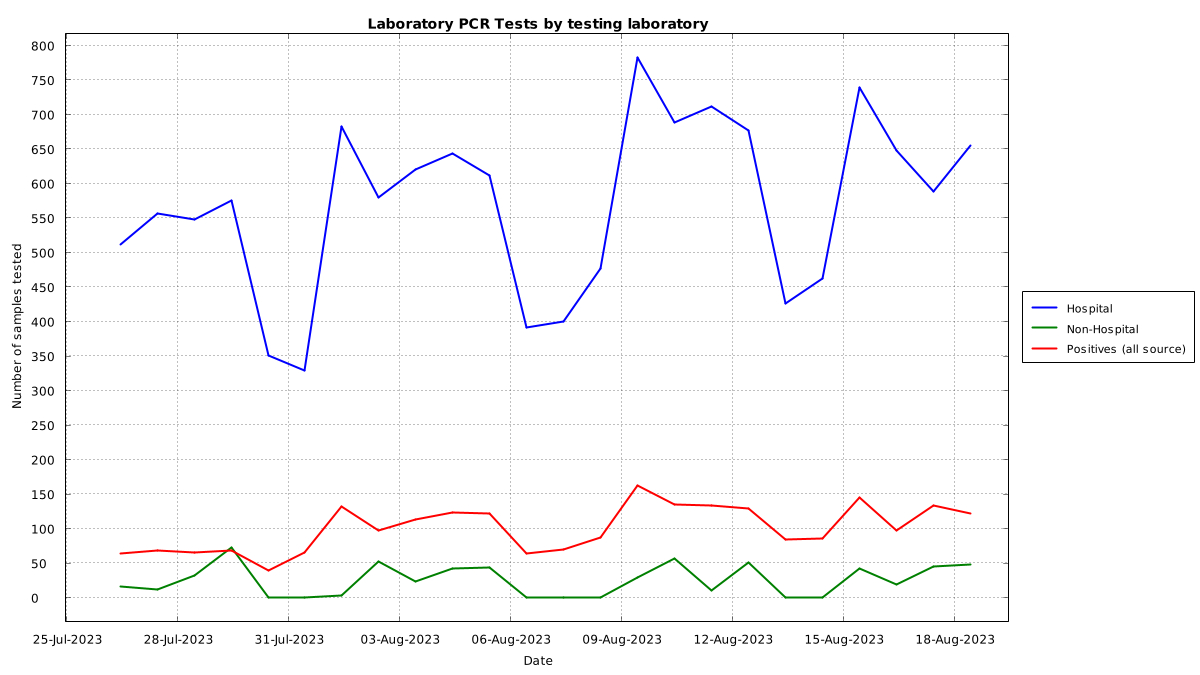 Laboratory PCR Tests by testing laboratory
800
750
700
650
600
550
500
450
400
350
300
250
200
150
100
50
0
Number of samples tested
25-Jul-2023 28-Jul-2023 31-Jul-2023 03-Aug-2023 06-Aug-2023 09-Aug-2023 12-Aug-2023 15-Aug-2023 18-Aug-2023
Date
Hospital
Non-Hospital
Positives (all source)